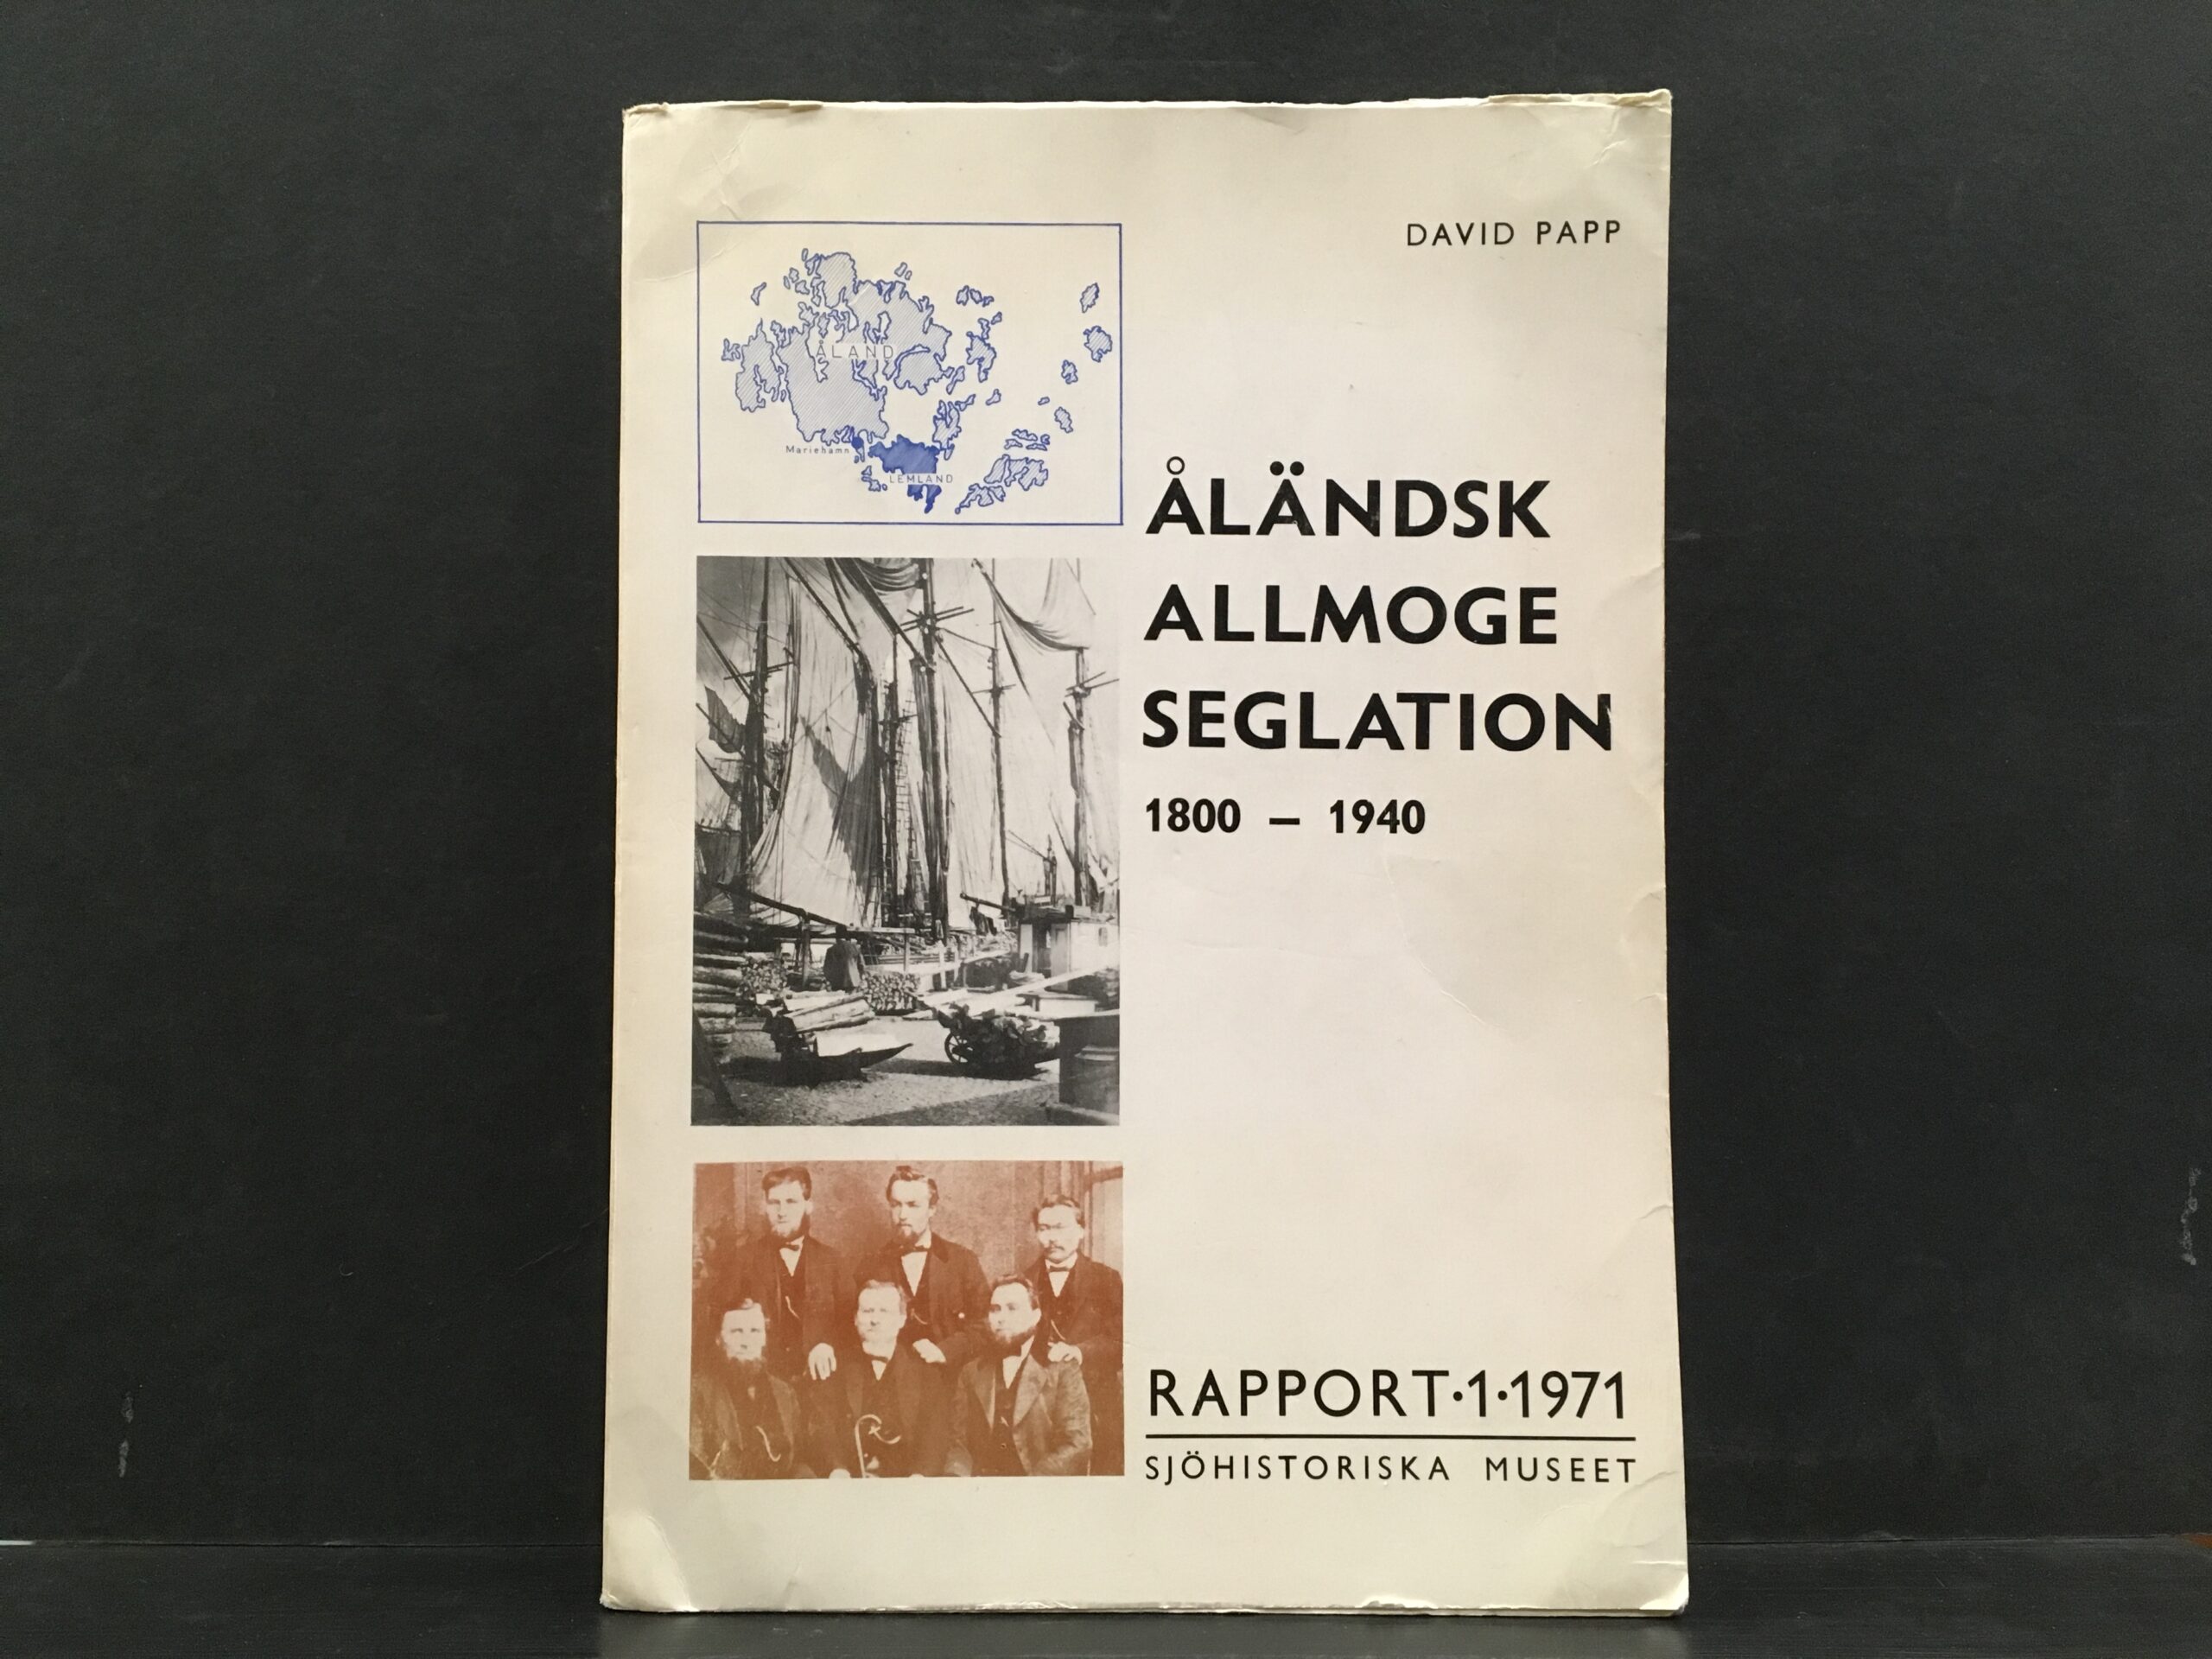 DAVID PAPP
ÅLAND
Mariehamn
LEMLAND
ÅLÄNDSK
ALLMOGE
SEGLATION
1800 – 1940
RAPPORT·1·1971
SJÖHISTORISKA MUSEET